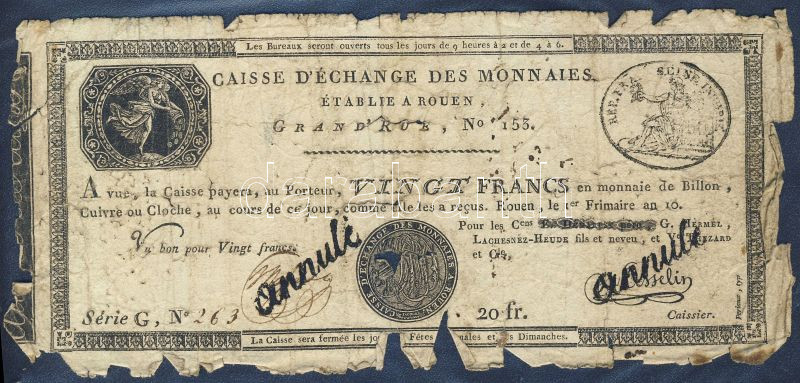 Les Bureaux seront ouverts tous les jours de 9 heures à 2 et de 4 à 6.
CAISSE D'ÉCHANGE DES MONNAIES
ÉTABLIE A ROUEN,
GRAND'RUE, No 153.
RÉP. FRA. SEINE INFÉR.
A vue, la Caisse payera, au Porteur, VINGT FRANCS en monnaie de Billon,
Cuivre ou Cloche, au cours de ce jour, comme elle les a reçus. Rouen, le 1er Frimaire an 10.
Pour les Cens G. HERMEL,
LACHESNEZ-HEUDE fils et neveu, et
et Cie,
Vu bon pour Vingt francs.
annulé
annulé
CAISSE D'ÉCHANGE DES MONNAIES A ROUEN
Série G, No 263
20 fr.
Caissier.
La Caisse sera fermée les jours Fêtes et les Dimanches.